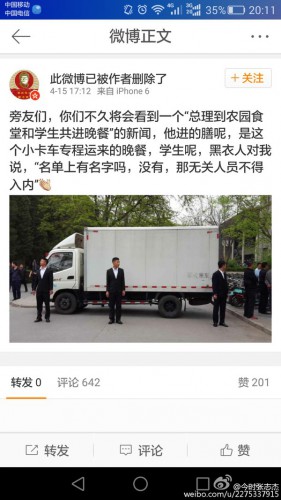 中国移动
中国电信
4G
3G
35%
20:11
微博正文
此微博已被作者删除了
4-15 17:12 来自 iPhone 6
+关注
旁友们，你们不久将会看到一个“总理到农园食
堂和学生共进晚餐”的新闻，他进的膳呢，是这
个小卡车专程运来的晚餐，学生呢，黑衣人对我
说，“名单上有名字吗，没有，那无关人员不得
入内”
转发 0 评论 642 赞 201
转发 评论 赞
@今时张志杰
weibo.com/u/2275337915